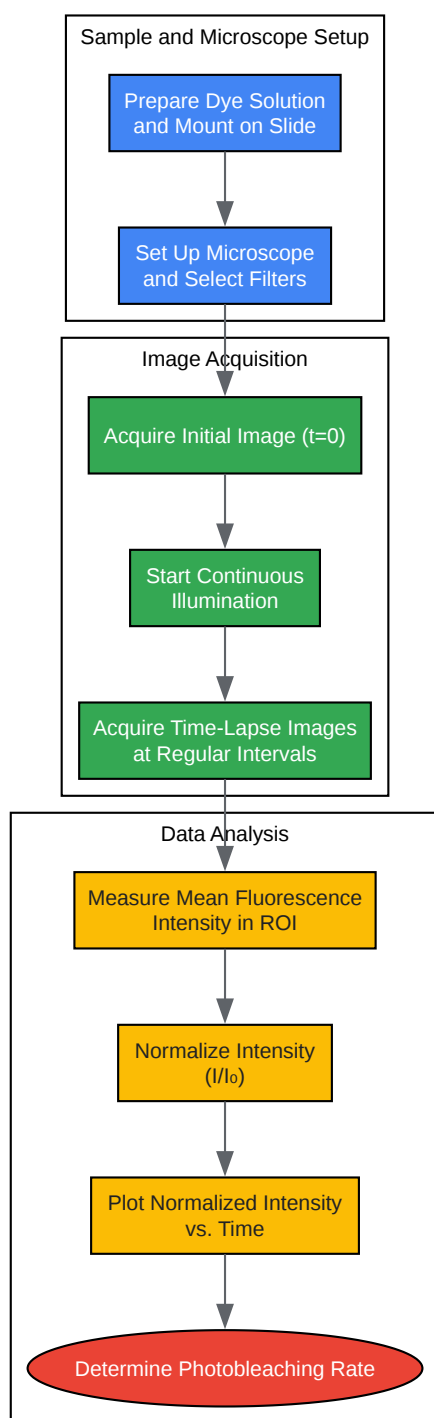 Sample and Microscope Setup
Prepare Dye Solution
and Mount on Slide
Set Up Microscope
and Select Filters
Image Acquisition
Acquire Initial Image (t=0)
Start Continuous
Illumination
Acquire Time-Lapse Images
at Regular Intervals
Data Analysis
Measure Mean Fluorescence
Intensity in ROI
Normalize Intensity
(I/I₀)
Plot Normalized Intensity
vs. Time
Determine Photobleaching Rate